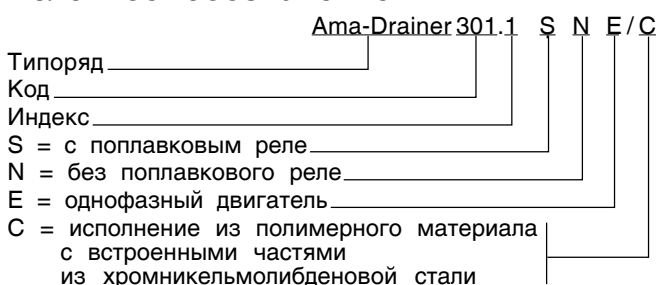 Ama-Drainer 301.1 S N E/C
Типоряд
Код
Индекс
S = с поплавковым реле
N = без поплавкового реле
E = однофазный двигатель
C = исполнение из полимерного материала
с встроенными частями
из хромникельмолибденовой стали